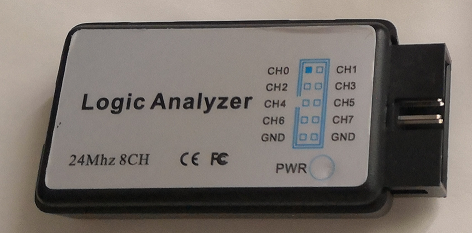 CH0 CH1
CH2 CH3
Logic Analyzer CH4 CH5
CH6 CH7
GND GND
24Mhz 8CH CE FC PWR